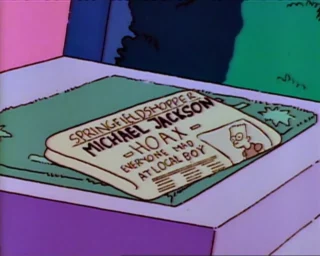 SPRINGFIELD SHOPPER
MICHAEL JACKSON
-HOAX-
EVERYONE MAD
AT LOCAL BOY